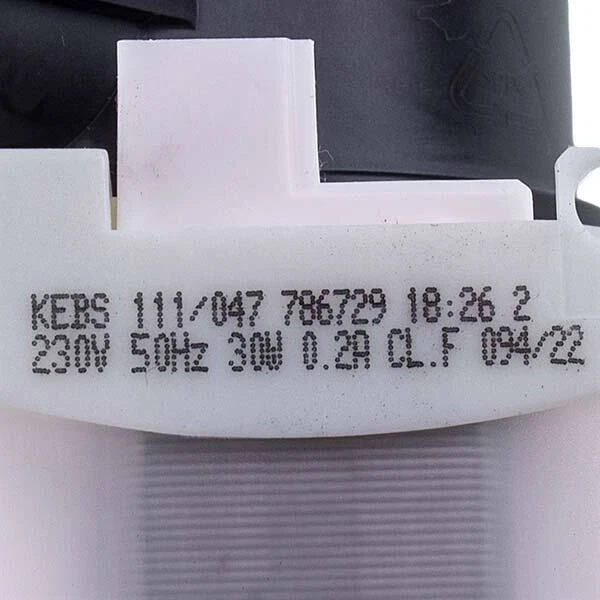 KEBS 111/047 786729 18:26 2
230V 50Hz 30W 0.2A CL.F 094/22